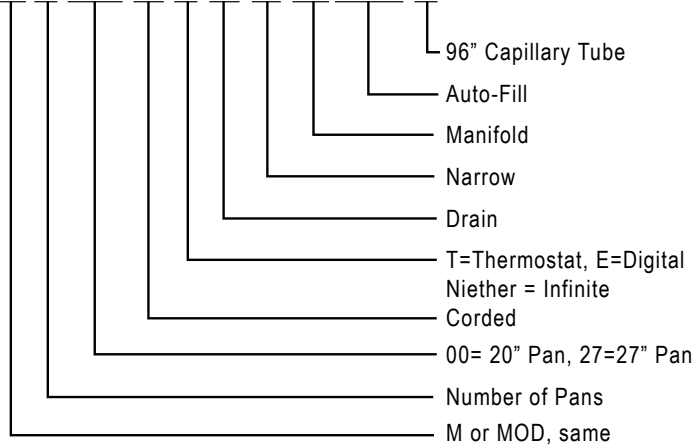 96” Capillary Tube
Auto-Fill
Manifold
Narrow
Drain
T=Thermostat, E=Digital
Niether = Infinite
Corded
00= 20” Pan, 27=27” Pan
Number of Pans
M or MOD, same